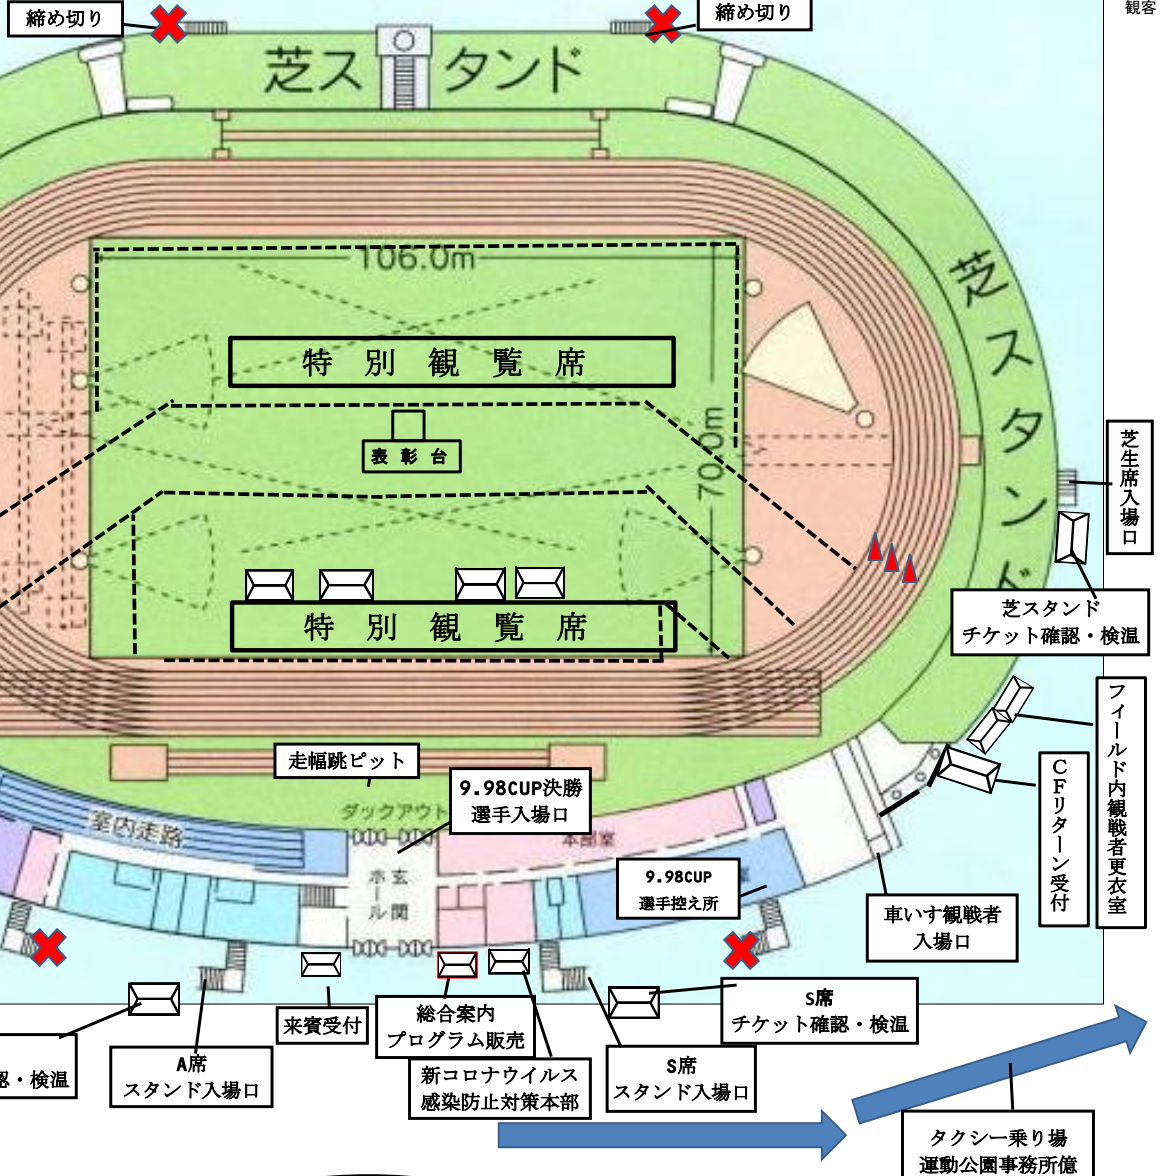 観客
締め切り
締め切り
芝スタンド
106.0m
特別観覧席
芝スタンド
70.0m
表彰台
芝生席入場口
特別観覧席
芝スタンド
チケット確認・検温
フィールド内観戦者更衣室
CFリターン受付
走幅跳ピット
9.98CUP決勝
選手入場口
ダックアウト
室内走路
本部室
玄関
ホール
9.98CUP
選手控え所
車いす観戦者
入場口
S席
チケット確認・検温
来賓受付
総合案内
プログラム販売
A席
スタンド入場口
・検温
新コロナウイルス
感染防止対策本部
S席
スタンド入場口
タクシー乗り場
運動公園事務所億